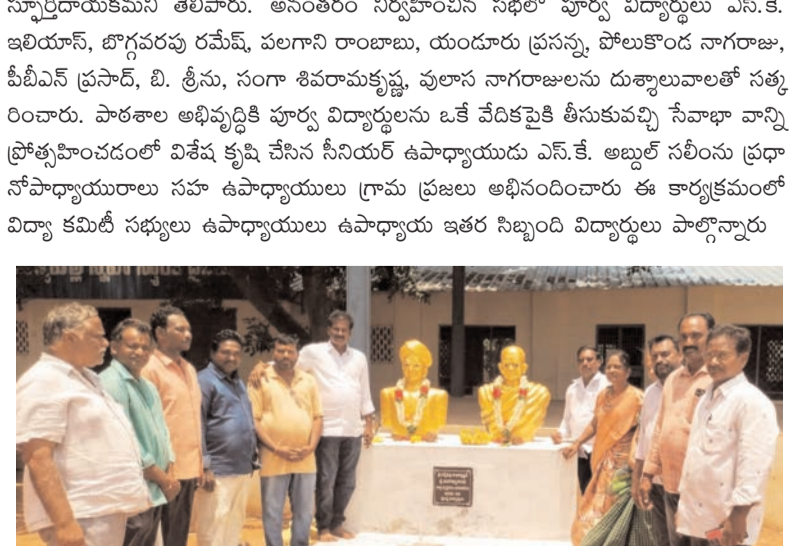 స్ఫూర్తిదాయకమని తెలిపారు. అనంతరం నిర్వహించిన సభలో పూర్వ విద్యార్థులు ఎస్.కే.
ఇలియాస్, బొగ్గవరపు రమేష్, పలగాని రాంబాబు, యండూరు ప్రసన్న, పోలుకొండ నాగరాజు,
పీబీఎన్ ప్రసాద్, బి. శ్రీను, సంగా శివరామకృష్ణ, వులాస నాగరాజులను దుశ్శాలువాలతో సత్క
రించారు. పాఠశాల అభివృద్ధికి పూర్వ విద్యార్థులను ఒకే వేదికపైకి తీసుకువచ్చి సేవాభా వాన్ని
ప్రోత్సహించడంలో విశేష కృషి చేసిన సీనియర్ ఉపాధ్యాయుడు ఎస్.కే. అబ్దుల్ సలీంను ప్రధా
నోపాధ్యాయురాలు సహ ఉపాధ్యాయులు గ్రామ ప్రజలు అభినందించారు ఈ కార్యక్రమంలో
విద్యా కమిటీ సభ్యులు ఉపాధ్యాయులు ఉపాధ్యాయ ఇతర సిబ్బంది విద్యార్థులు పాల్గొన్నారు